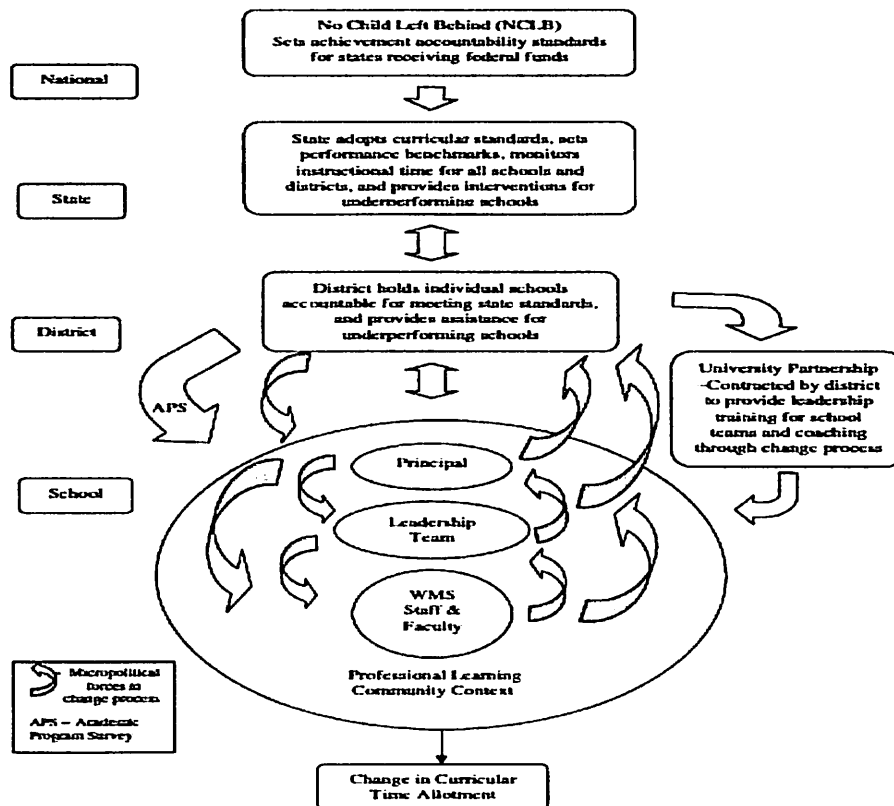 No Child Left Behind (NCLB)
Sets achievement accountability standards
for states receiving federal funds
National
State adopts curricular standards, sets
performance benchmarks, monitors
instructional time for all schools and
districts, and provides interventions for
underperforming schools
State
District holds individual schools
accountable for meeting state standards,
and provides assistance for
underperforming schools
District
University Partnership
-Contracted by district
to provide leadership
training for school
teams and coaching
through change process
APS
Principal
School
Leadership
Team
WMS
Staff &
Faculty
Professional Learning
Community Context
Micropolitical
forces in
change process
APS – Academic
Program Survey
Change in Curricular
Time Allotment